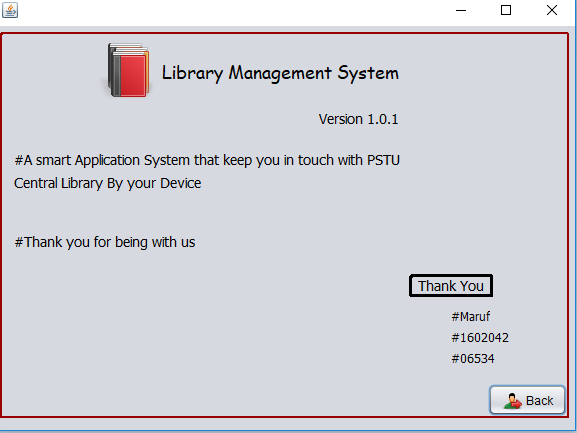 Library Management System
Version 1.0.1
#A smart Application System that keep you in touch with PSTU
Central Library By your Device
#Thank you for being with us
Thank You
#Maruf
#1602042
#06534
Back